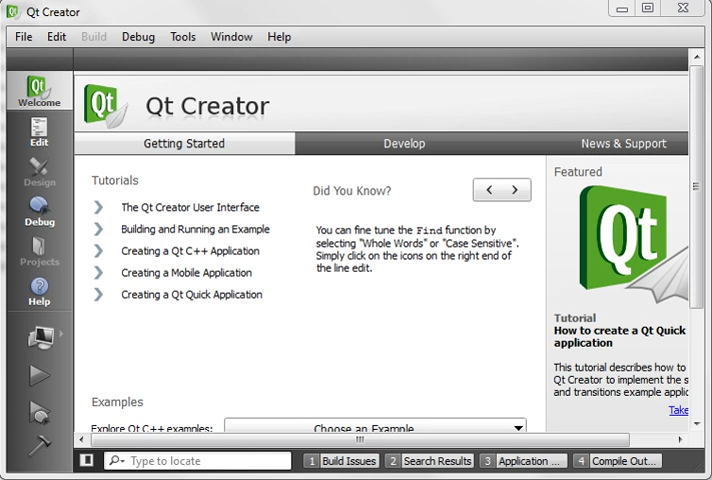 Qt Creator
File Edit Build Debug Tools Window Help
Qt
Welcome
Edit
Design
Debug
Projects
Help
Qt Qt Creator
Getting Started Develop News & Support
Tutorials
The Qt Creator User Interface
Building and Running an Example
Creating a Qt C++ Application
Creating a Mobile Application
Creating a Qt Quick Application
Did You Know?
You can fine tune the Find function by
selecting "Whole Words" or "Case Sensitive".
Simply click on the icons on the right end of
the line edit.
Featured
Qt
Tutorial
How to create a Qt Quick
application
This tutorial describes how to
Qt Creator to implement the s
and transitions example applic
Take
Examples
Explore Qt C++ examples: Choose an Example
Type to locate 1 Build Issues 2 Search Results 3 Application ... 4 Compile Out...